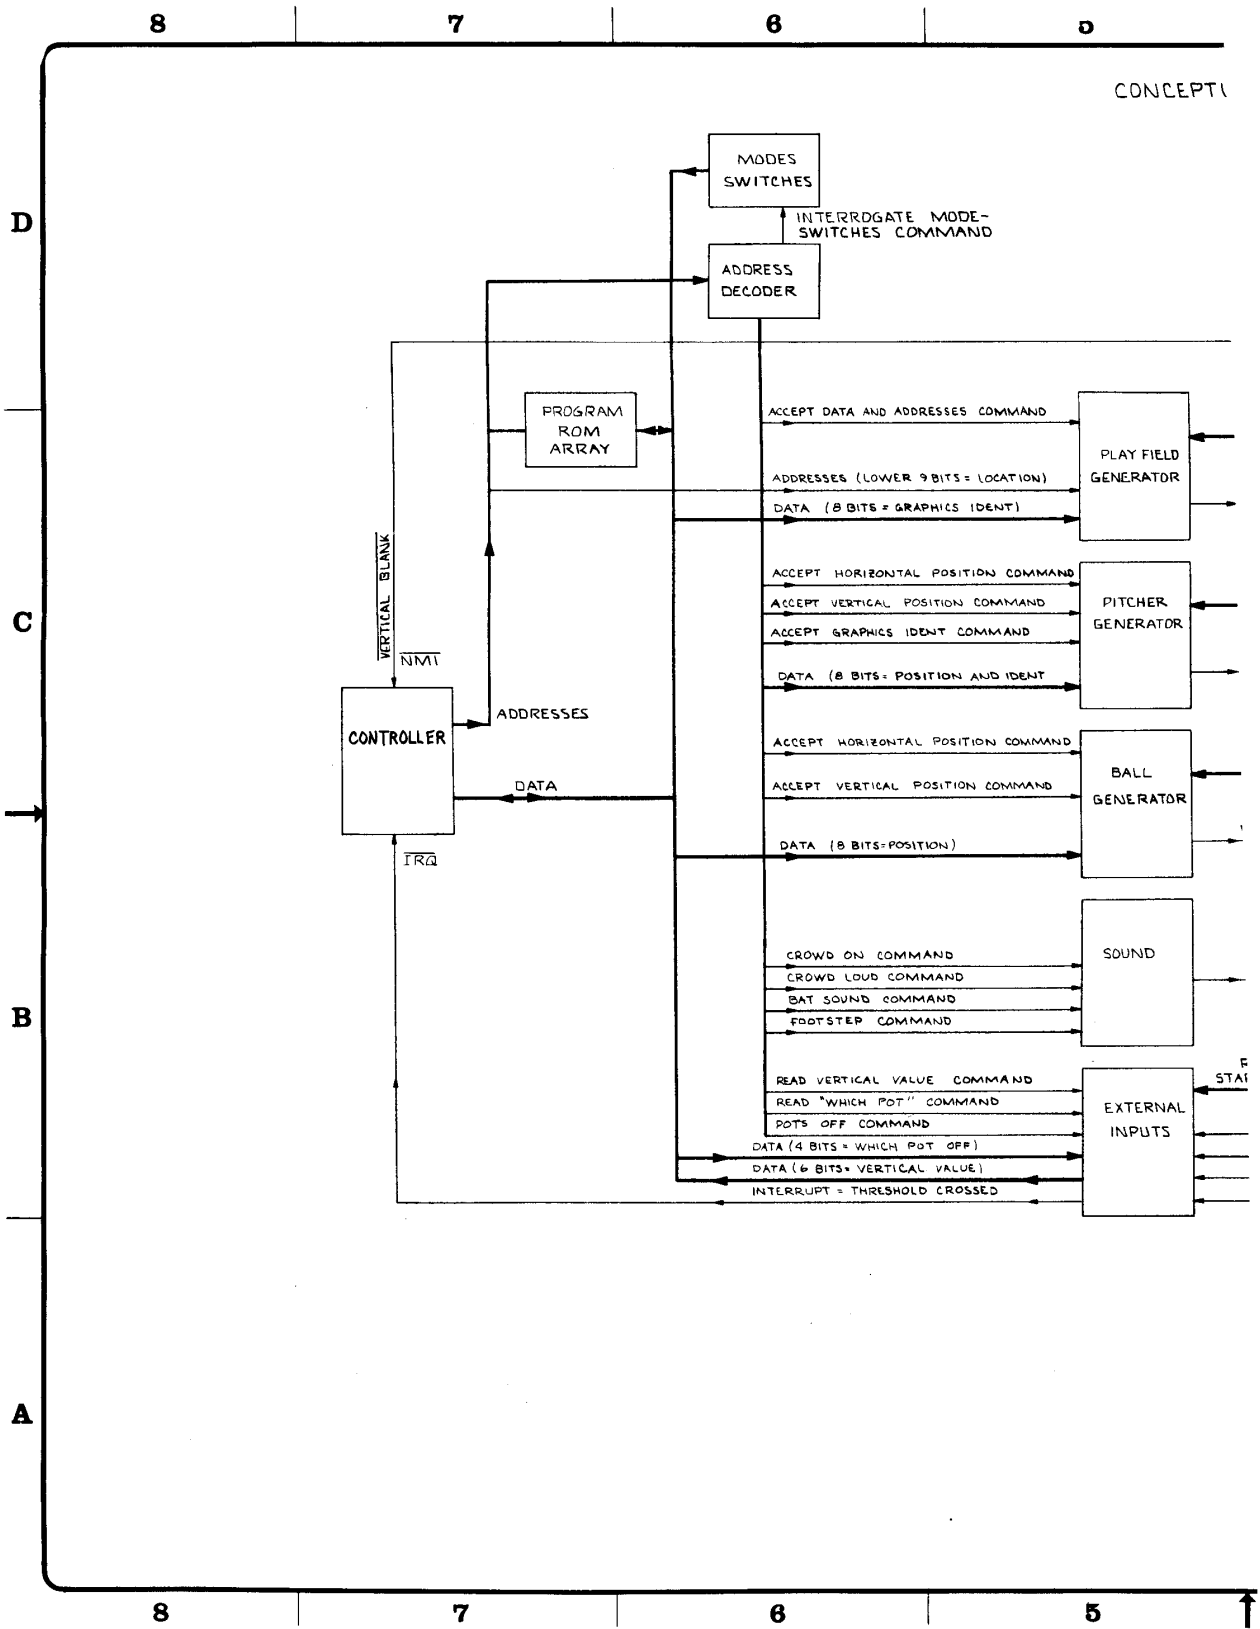 8 7 6 5
CONCEPTU
D
MODES
SWITCHES
INTERROGATE MODE-
SWITCHES COMMAND
ADDRESS
DECODER
PROGRAM
ROM
ARRAY
ACCEPT DATA AND ADDRESSES COMMAND
PLAY FIELD
GENERATOR
ADDRESSES (LOWER 9 BITS = LOCATION)
DATA (8 BITS = GRAPHICS IDENT)
C
VERTICAL BLANK
NMI
ACCEPT HORIZONTAL POSITION COMMAND
ACCEPT VERTICAL POSITION COMMAND
ACCEPT GRAPHICS IDENT COMMAND
PITCHER
GENERATOR
DATA (8 BITS = POSITION AND IDENT
ADDRESSES
CONTROLLER
DATA
IRQ
ACCEPT HORIZONTAL POSITION COMMAND
ACCEPT VERTICAL POSITION COMMAND
BALL
GENERATOR
DATA (8 BITS=POSITION)
B
CROWD ON COMMAND
CROWD LOUD COMMAND
BAT SOUND COMMAND
FOOTSTEP COMMAND
SOUND
READ VERTICAL VALUE COMMAND
READ "WHICH POT" COMMAND
POTS OFF COMMAND
DATA (4 BITS = WHICH POT OFF)
DATA (6 BITS= VERTICAL VALUE)
INTERRUPT = THRESHOLD CROSSED
EXTERNAL
INPUTS
A
8 7 6 5